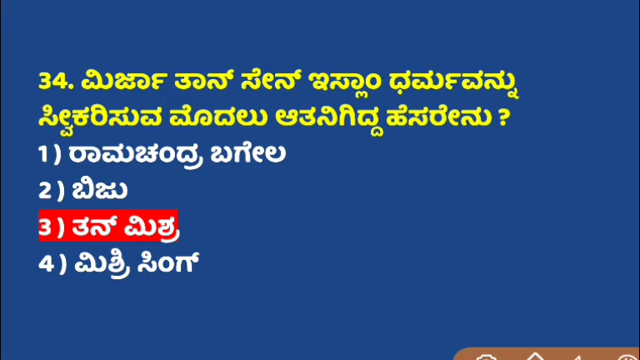 34. ಮಿರ್ಜಾ ತಾನ್ ಸೇನ್ ಇಸ್ಲಾಂ ಧರ್ಮವನ್ನು
ಸ್ವೀಕರಿಸುವ ಮೊದಲು ಆತನಿಗಿದ್ದ ಹೆಸರೇನು ?
1 ) ರಾಮಚಂದ್ರ ಬಗೇಲ
2 ) ಬಿಜು
3 ) ತನ್ ಮಿಶ್ರ
4 ) ಮಿಶ್ರಿ ಸಿಂಗ್